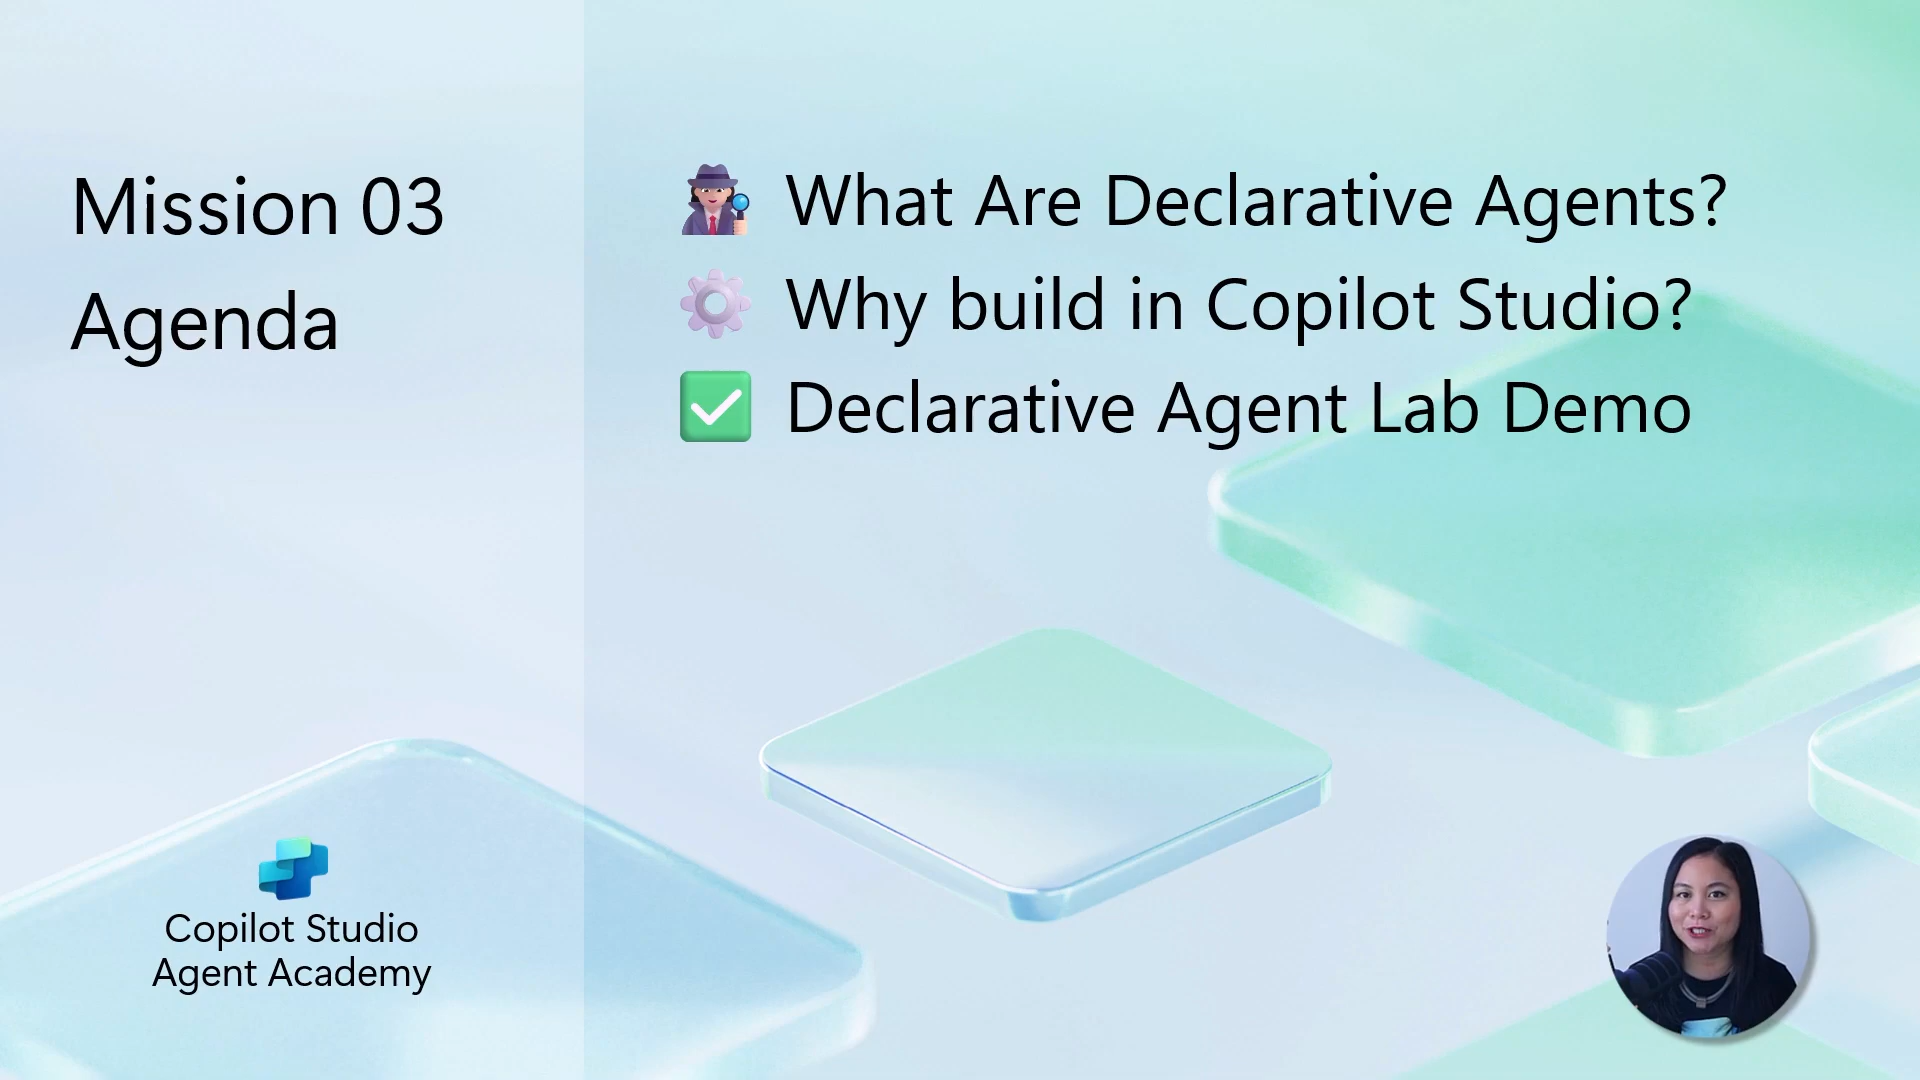 Mission 03
Agenda
What Are Declarative Agents?
Why build in Copilot Studio?
Declarative Agent Lab Demo
Copilot Studio
Agent Academy